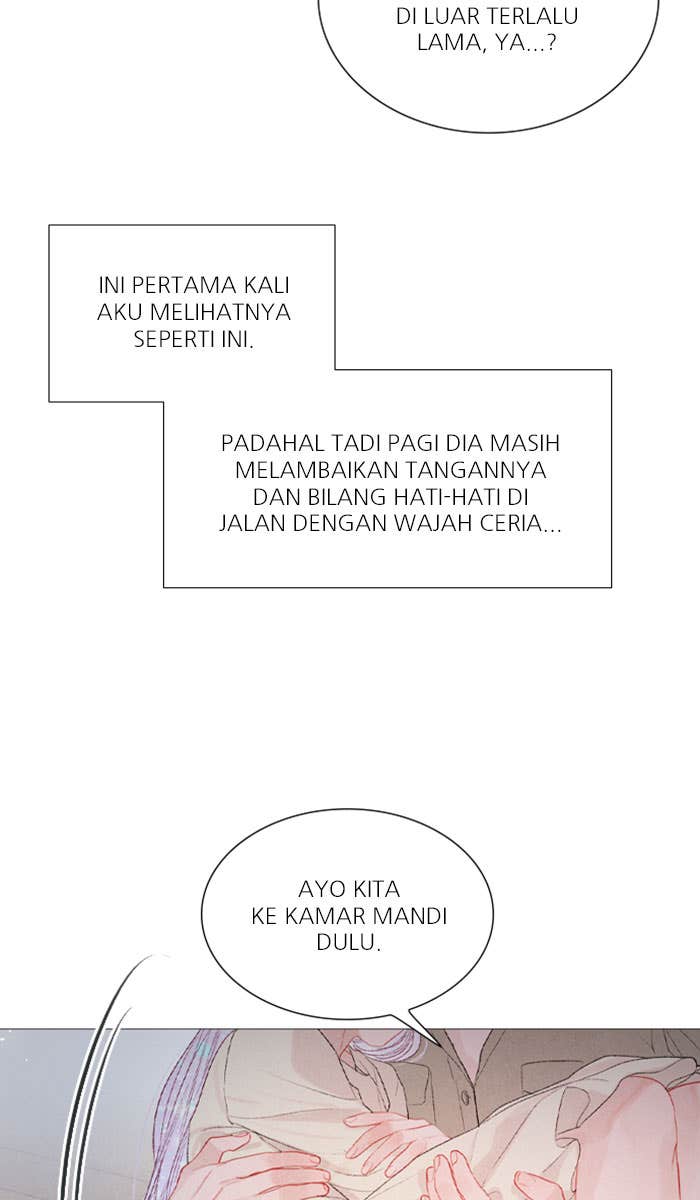 DI LUAR TERLALU
LAMA, YA...?
INI PERTAMA KALI
AKU MELIHATNYA
SEPERTI INI.
PADAHAL TADI PAGI DIA MASIH
MELAMBAIKAN TANGANNYA
DAN BILANG HATI-HATI DI
JALAN DENGAN WAJAH CERIA...
AYO KITA
KE KAMAR MANDI
DULU.